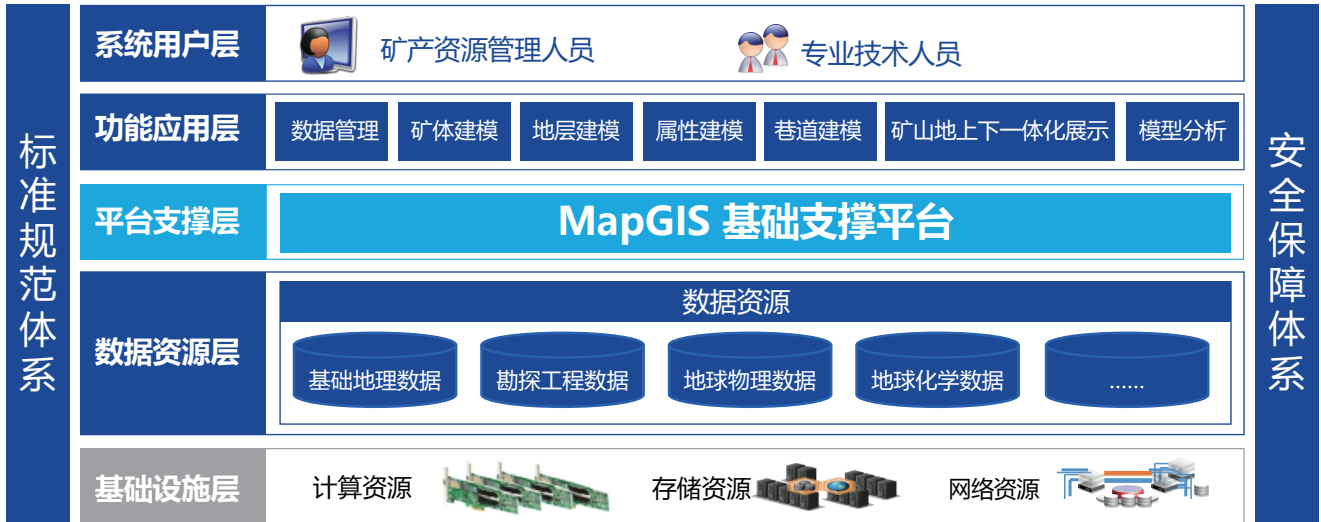 标准规范体系
系统用户层
矿产资源管理人员
专业技术人员
功能应用层
数据管理
矿体建模
地层建模
属性建模
巷道建模
矿山地上下一体化展示
模型分析
平台支撑层
MapGIS 基础支撑平台
数据资源层
数据资源
基础地理数据
勘探工程数据
地球物理数据
地球化学数据
......
基础设施层
计算资源
存储资源
网络资源
安全保障体系